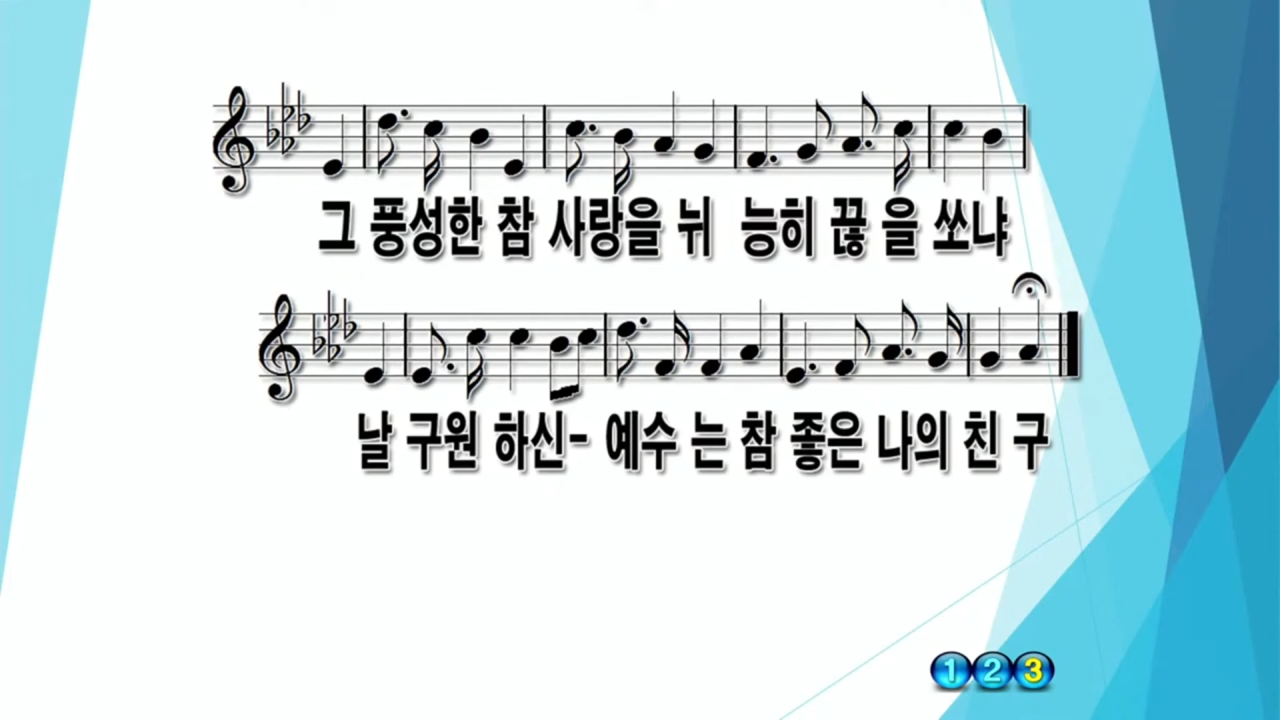 그 풍성한 참 사랑을 뉘 능히 끊 을 쏘냐
날 구원 하신- 예수 는 참 좋은 나의 친 구
1 2 3